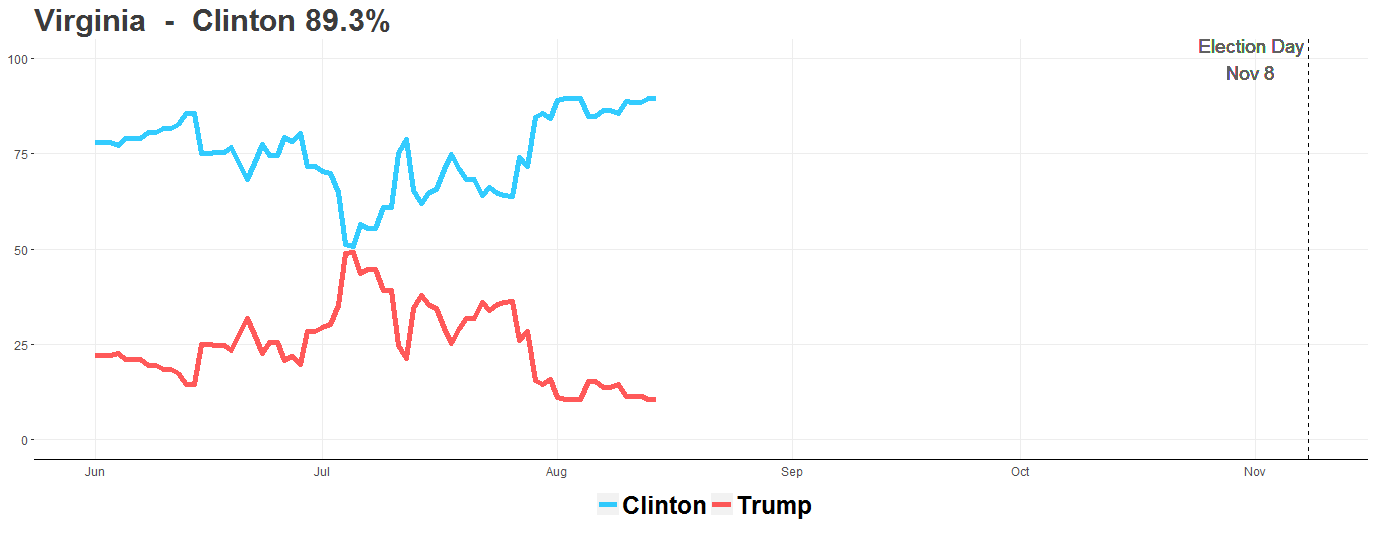 Virginia - Clinton 89.3%
Election Day
Nov 8
100
75
50
25
0
Jun Jul Aug Sep Oct Nov
Clinton Trump